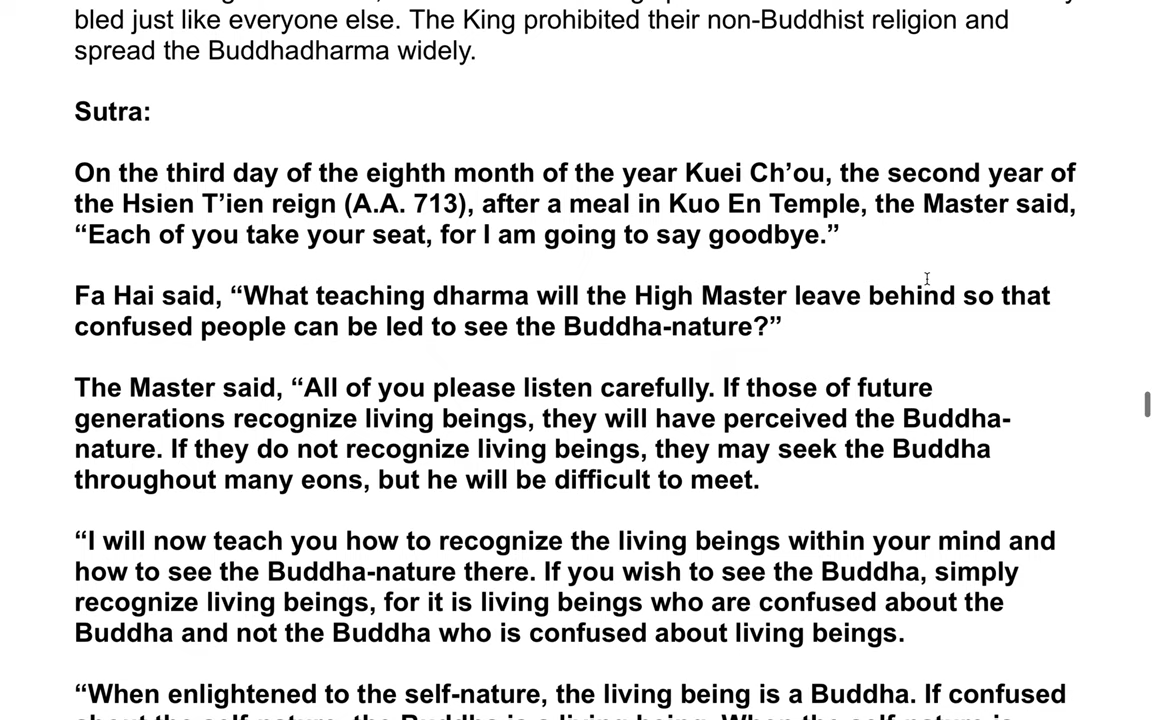 bled just like everyone else. The King prohibited their non-Buddhist religion and
spread the Buddhadharma widely.
Sutra:
On the third day of the eighth month of the year Kuei Ch’ou, the second year of
the Hsien T’ien reign (A.A. 713), after a meal in Kuo En Temple, the Master said,
“Each of you take your seat, for I am going to say goodbye.”
Fa Hai said, “What teaching dharma will the High Master leave behind so that
confused people can be led to see the Buddha-nature?”
The Master said, “All of you please listen carefully. If those of future
generations recognize living beings, they will have perceived the Buddha-
nature. If they do not recognize living beings, they may seek the Buddha
throughout many eons, but he will be difficult to meet.
“I will now teach you how to recognize the living beings within your mind and
how to see the Buddha-nature there. If you wish to see the Buddha, simply
recognize living beings, for it is living beings who are confused about the
Buddha and not the Buddha who is confused about living beings.
“When enlightened to the self-nature, the living being is a Buddha. If confused